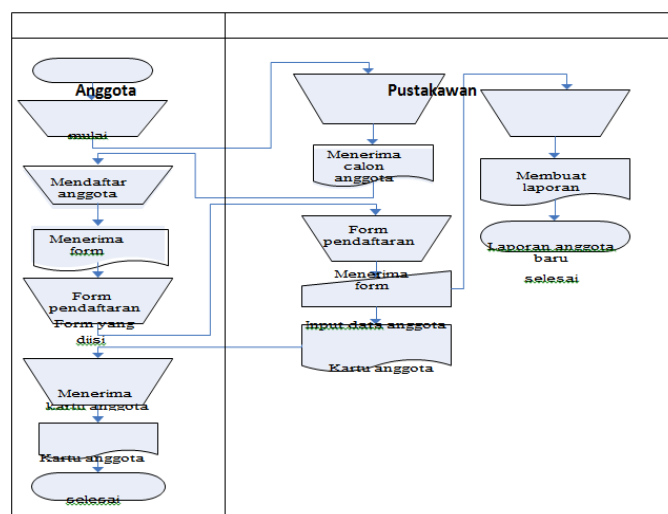 Anggota
mulai
Mendaftar
anggota
Menerima
form
Form
pendaftaran
Form yang
diisi
Menerima
kartu anggota
Kartu anggota
selesai
Pustakawan
Menerima
calon
anggota
Form
pendaftaran
Menerima
form
Input data anggota
Kartu anggota
Membuat
laporan
Laporan anggota
baru
selesai